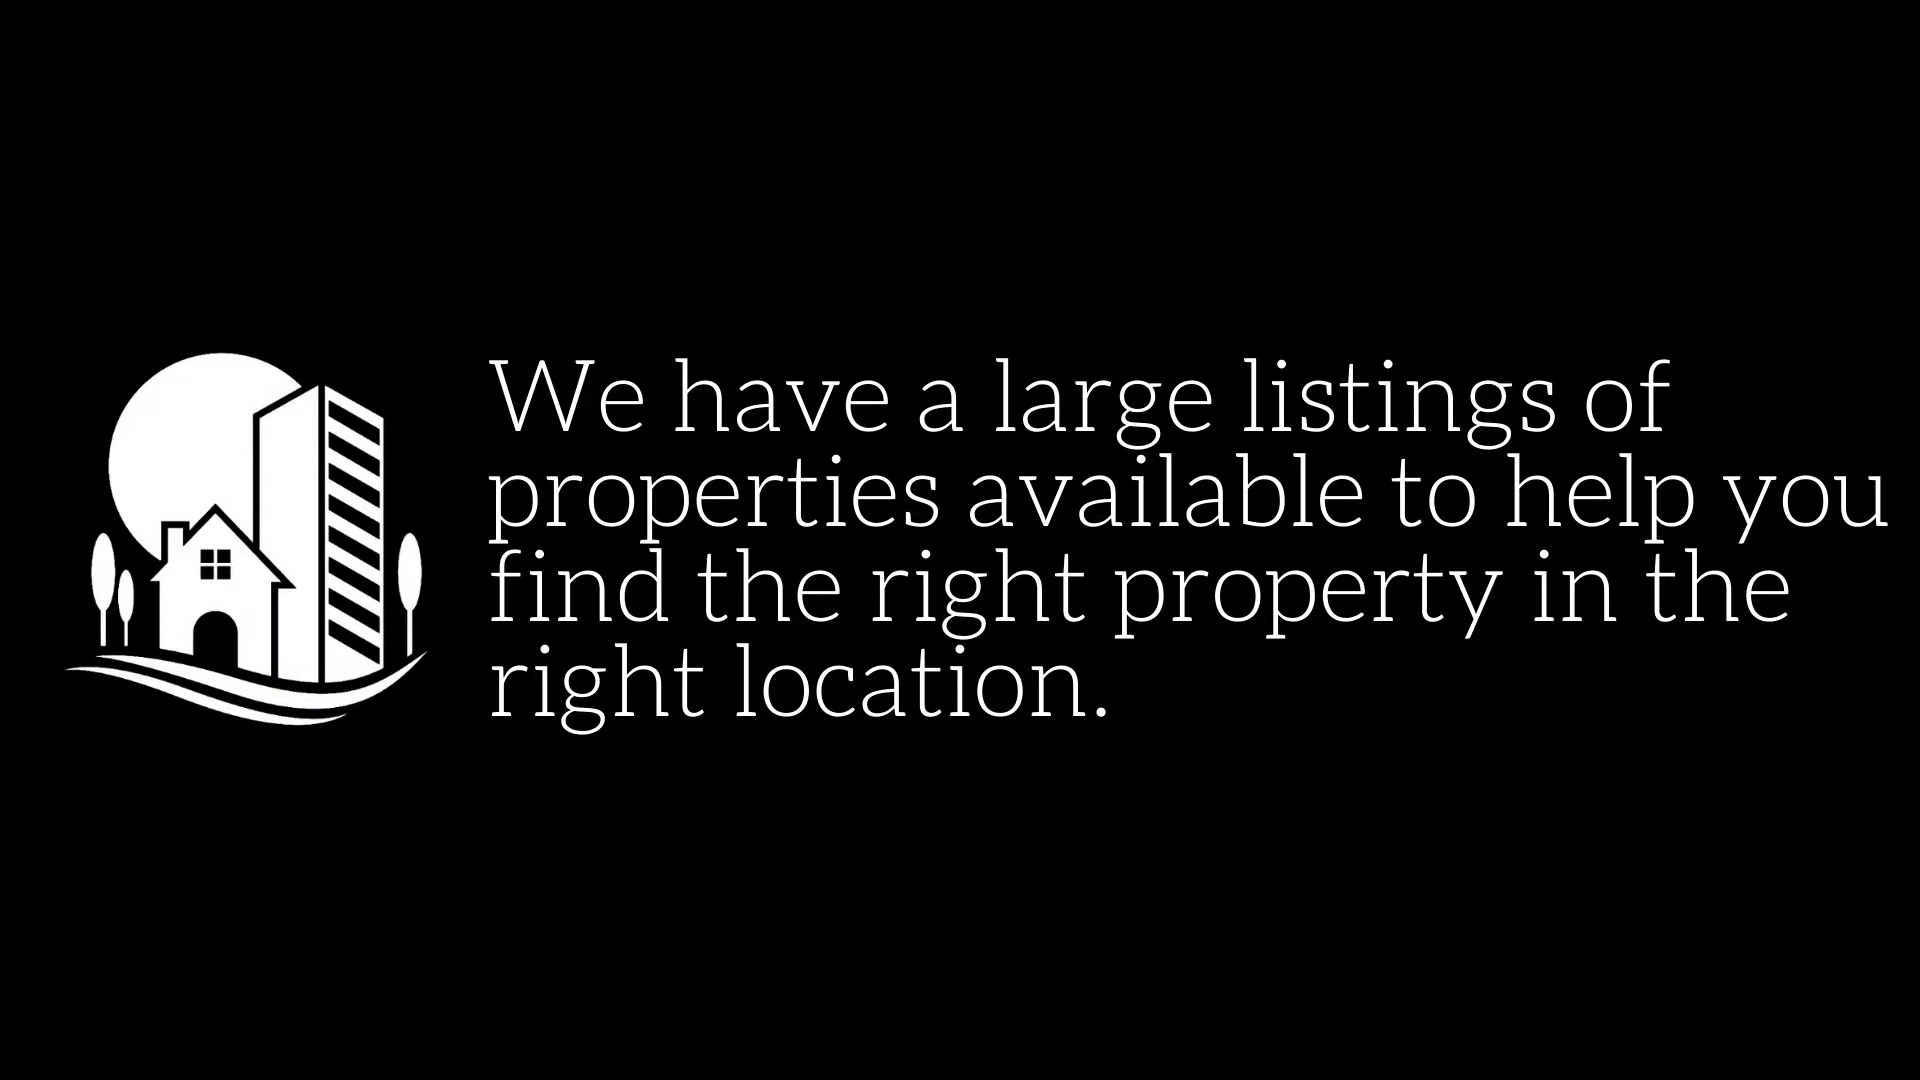 We have a large listings of
properties available to help you
find the right property in the
right location.